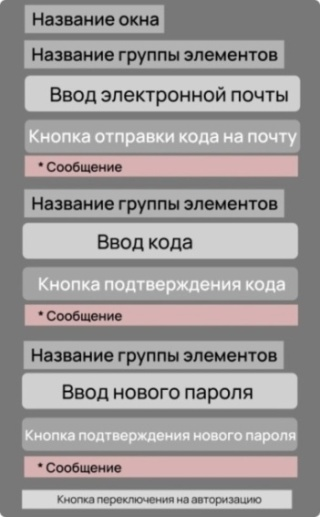 Название окна
Название группы элементов
Ввод электронной почты
Кнопка отправки кода на почту
* Сообщение
Название группы элементов
Ввод кода
Кнопка подтверждения кода
* Сообщение
Название группы элементов
Ввод нового пароля
Кнопка подтверждения нового пароля
* Сообщение
Кнопка переключения на авторизацию